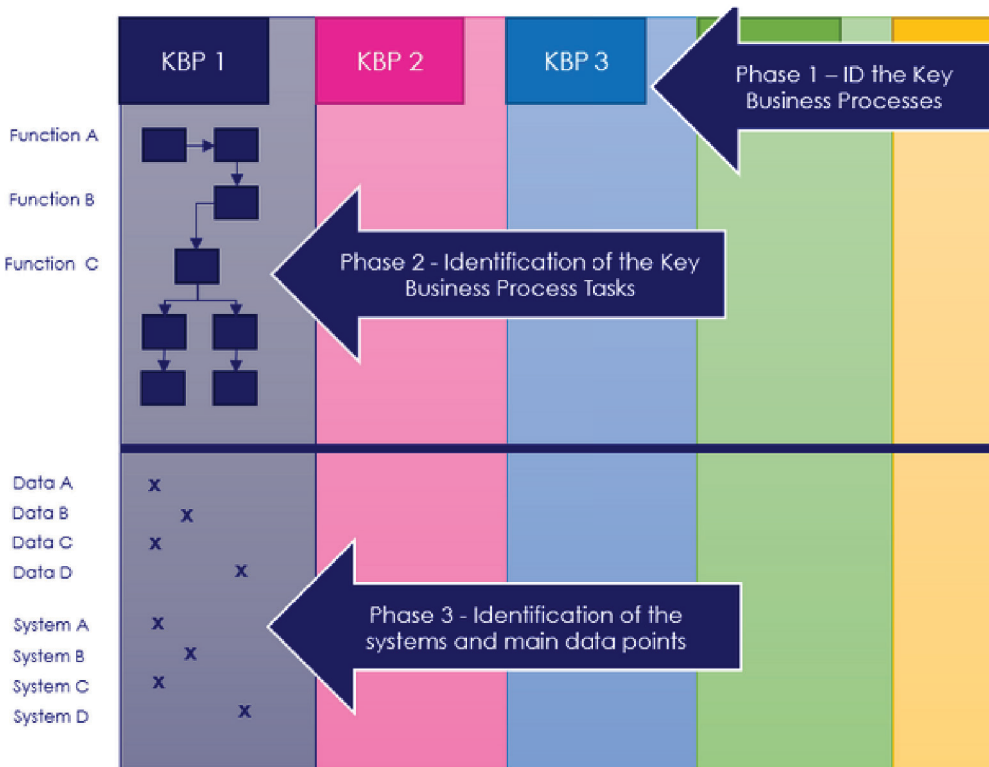 KBP 1
KBP 2
KBP 3
Phase 1 – ID the Key
Business Processes
Function A
Function B
Function C
Phase 2 - Identification of the Key
Business Process Tasks
Data A
Data B
Data C
Data D
x
x
x
x
Phase 3 - Identification of the
systems and main data points
System A
System B
System C
System D
x
x
x
x